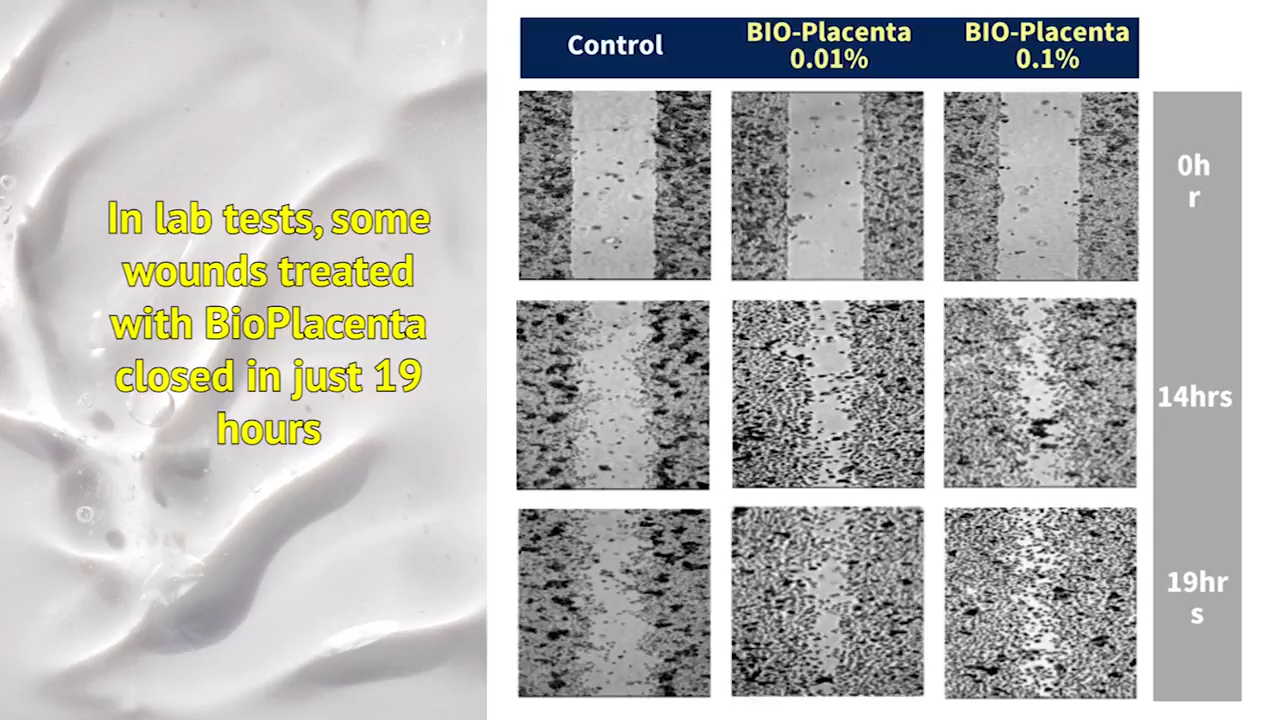 In lab tests, some
wounds treated
with BioPlacenta
closed in just 19
hours
Control
BIO-Placenta
0.01%
BIO-Placenta
0.1%
0h
r
14hrs
19hr
s